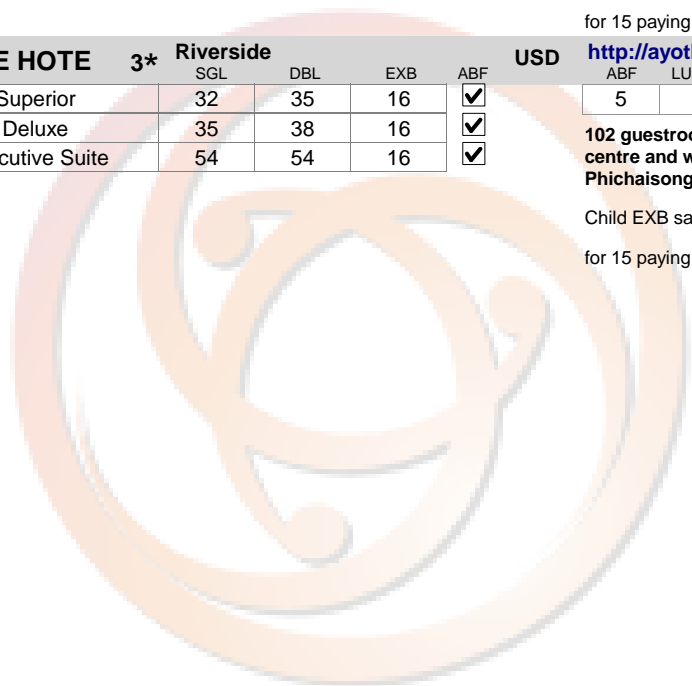 for 15 paying
E HOTE 3* Riverside USD http://ayoth
SGL DBL EXB ABF ABF LU
Superior 32 35 16 5
Deluxe 35 38 16
cutive Suite 54 54 16
102 guestroo
centre and w
Phichaisong
Child EXB sa
for 15 paying